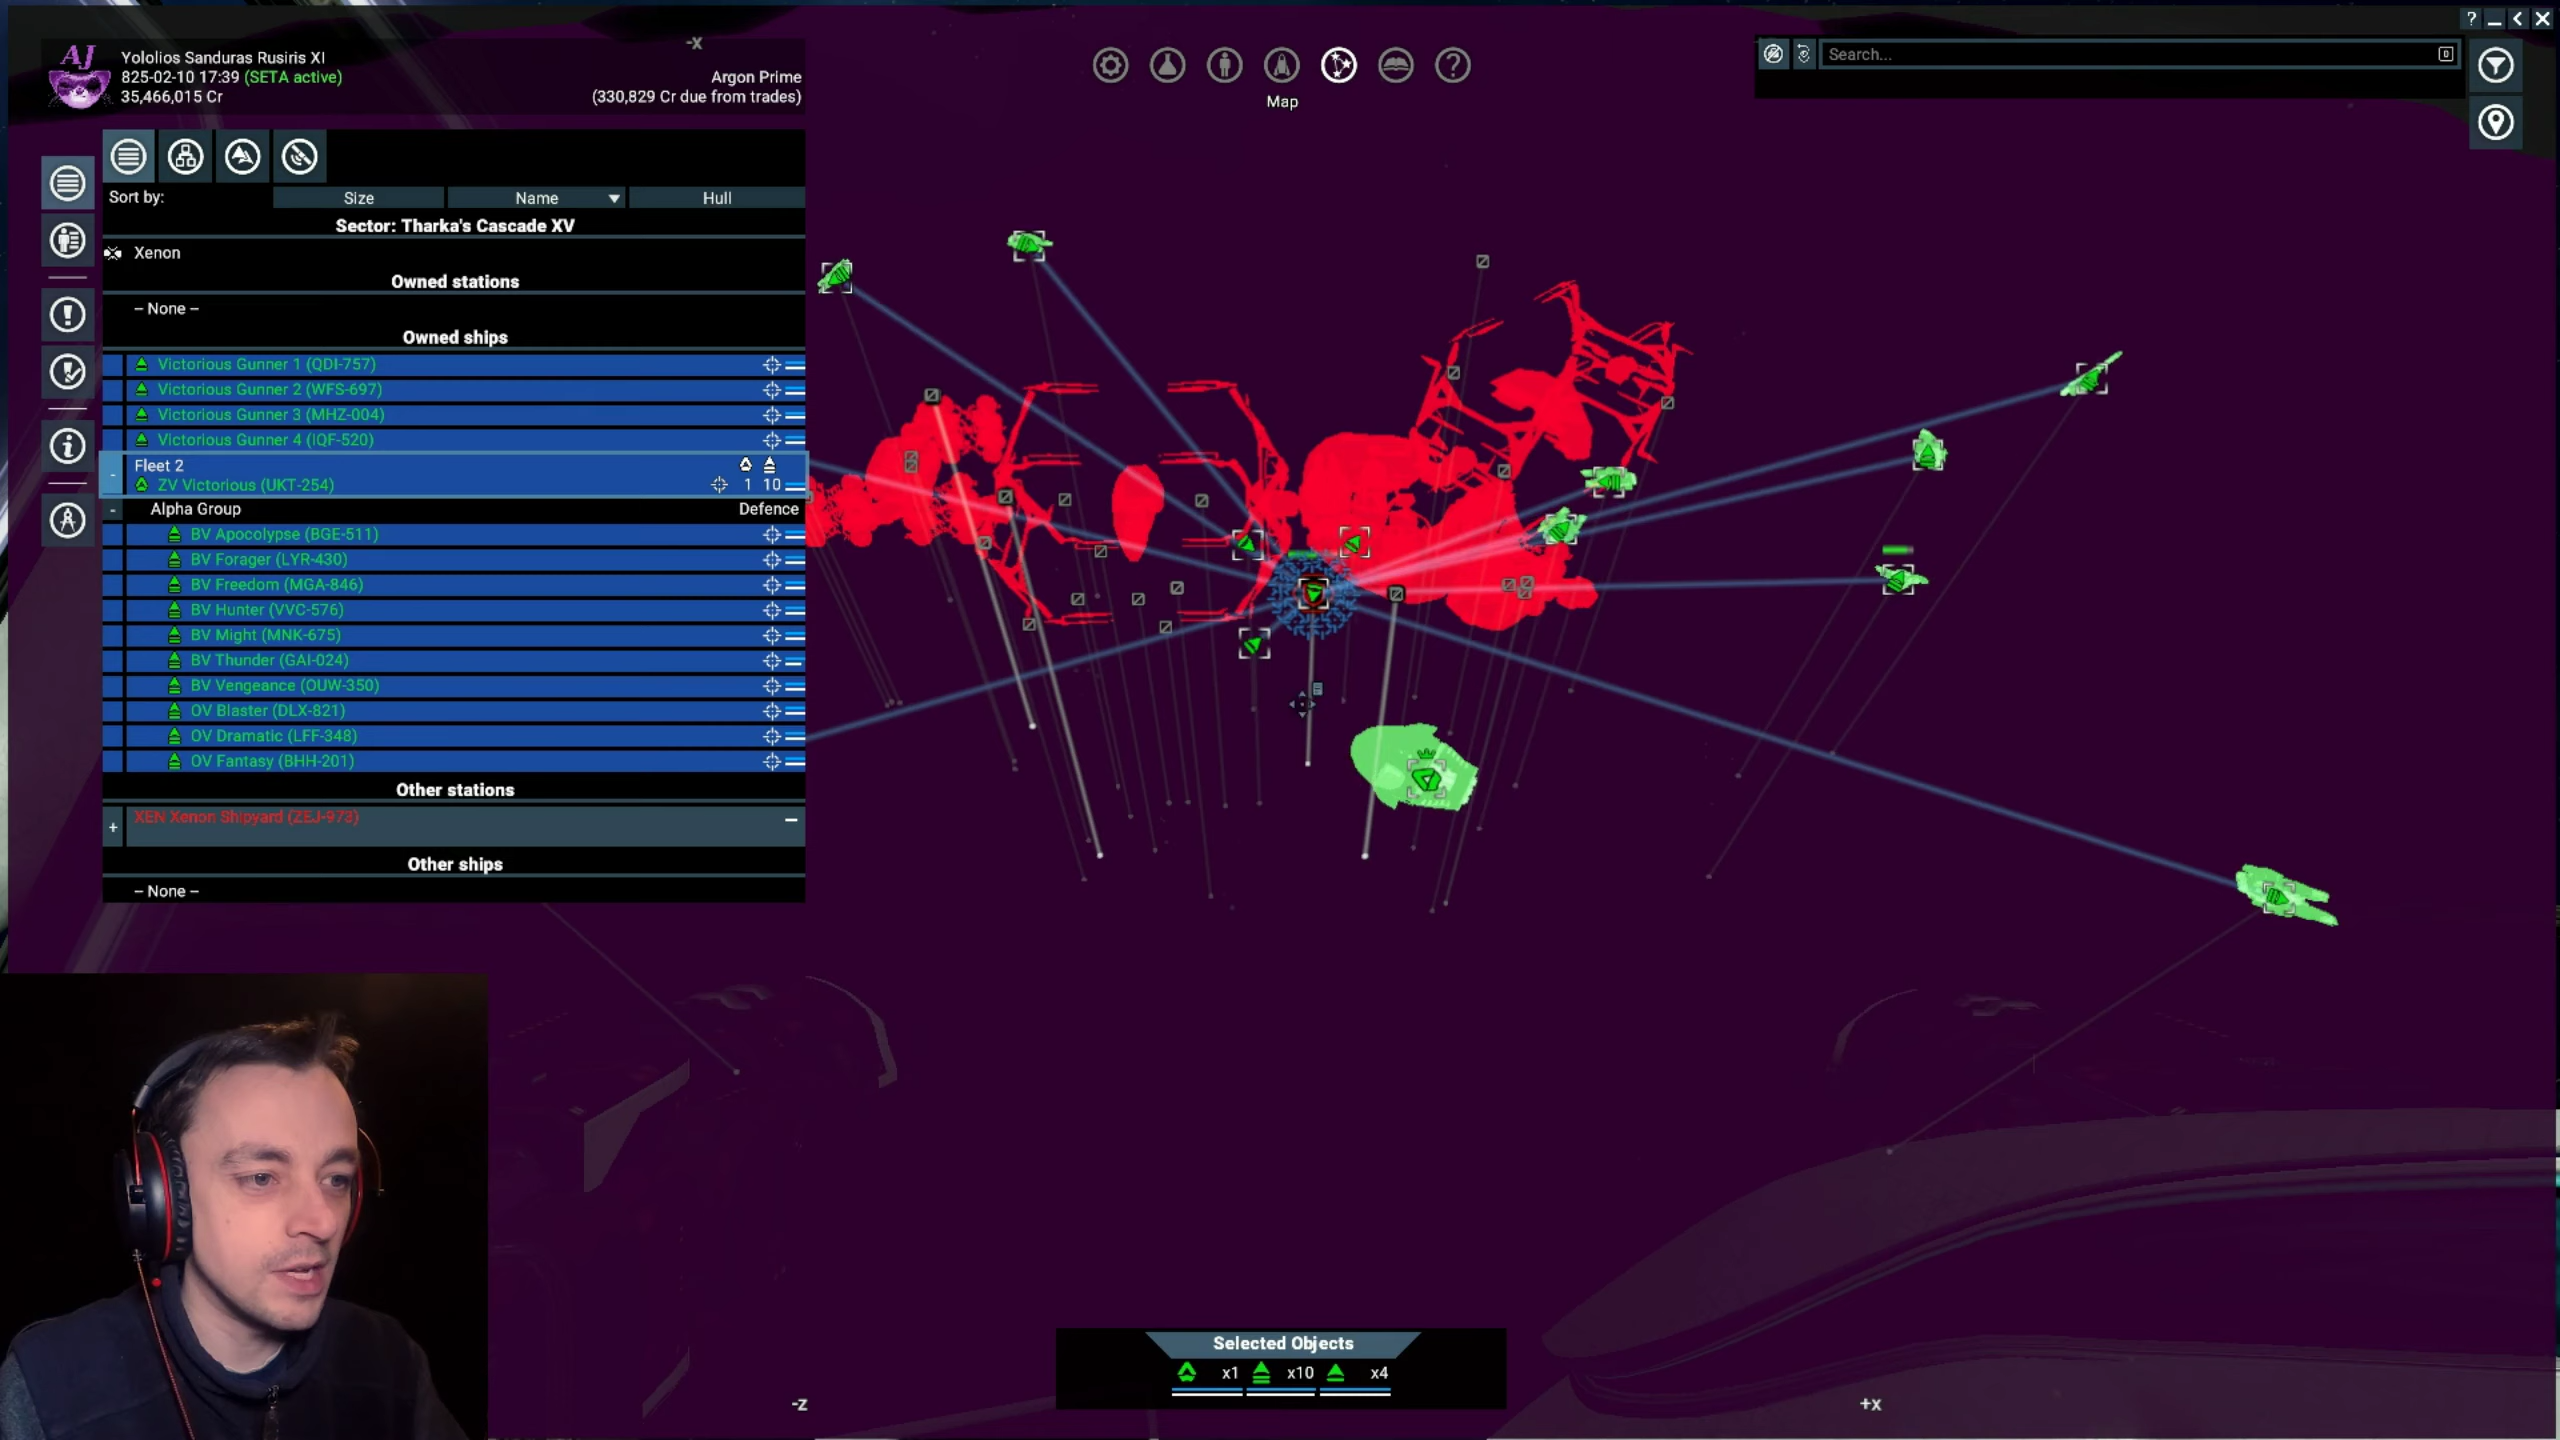 AJ
Yololios Sanduras Rusiris XI
825-02-10 17:39 (SETA active)
35,466,015 Cr
Argon Prime
(330,829 Cr due from trades)
-X
Map
Search...
Sort by:
Size
Name
Hull
Sector: Tharka's Cascade XV
Xenon
Owned stations
-- None --
Owned ships
Victorious Gunner 1 (QDI-757)
Victorious Gunner 2 (WFS-697)
Victorious Gunner 3 (MHZ-004)
Victorious Gunner 4 (IQF-520)
Fleet 2
ZV Victorious (UKT-254)
1 10
Alpha Group
Defence
BV Apocolypse (BGE-511)
BV Forager (LYR-430)
BV Freedom (MGA-846)
BV Hunter (VVC-576)
BV Might (MNK-675)
BV Thunder (GAI-024)
BV Vengeance (OUW-350)
OV Blaster (DLX-821)
OV Dramatic (LFF-348)
OV Fantasy (BHH-201)
Other stations
XEN Xenon Shipyard (ZEJ-973)
Other ships
-- None --
Selected Objects
x1 x10 x4
-Z
+X